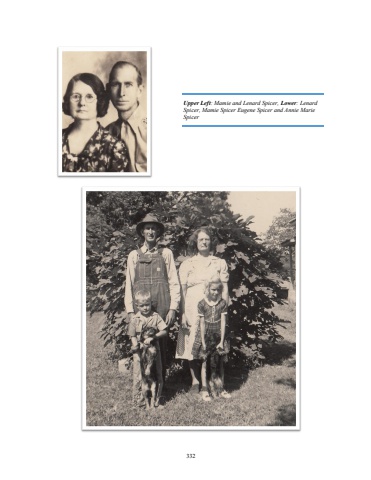 Upper Left: Mamie and Lenard Spicer, Lower: Lenard
Spicer, Mamie Spicer Eugene Spicer and Annie Marie
Spicer
332